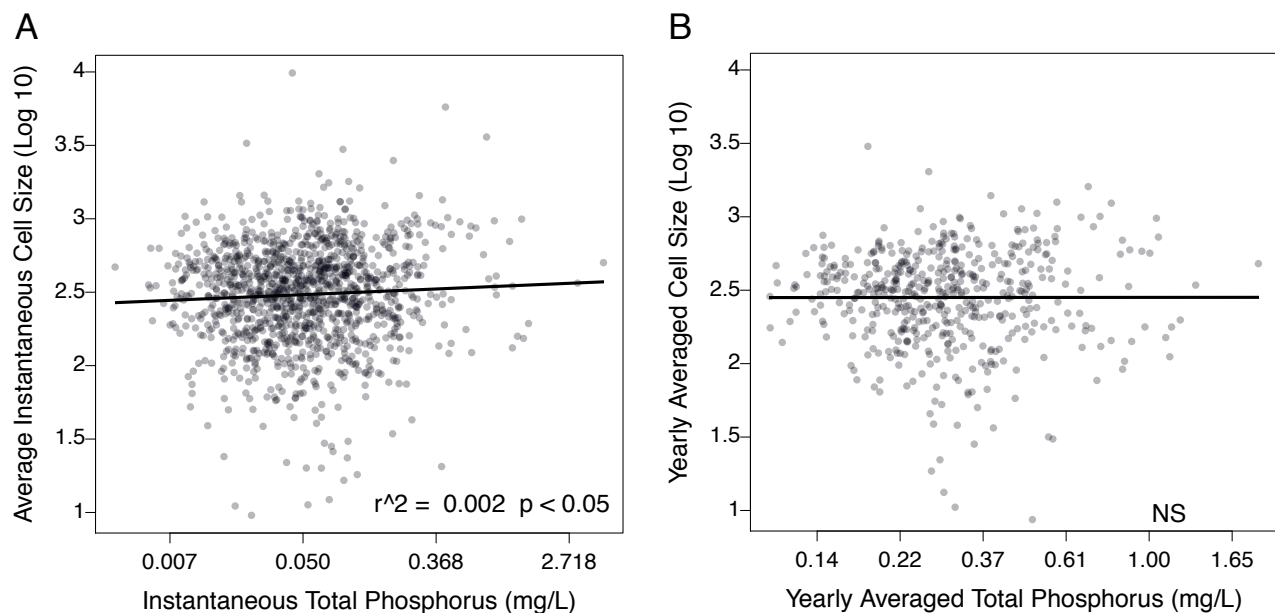 A
Average Instantaneous Cell Size (Log 10)
4
3.5
3
2.5
2
1.5
1
r^2 = 0.002 p < 0.05
0.007 0.050 0.368 2.718
Instantaneous Total Phosphorus (mg/L)
B
Yearly Averaged Cell Size (Log 10)
4
3.5
3
2.5
2
1.5
1
NS
0.14 0.22 0.37 0.61 1.00 1.65
Yearly Averaged Total Phosphorus (mg/L)